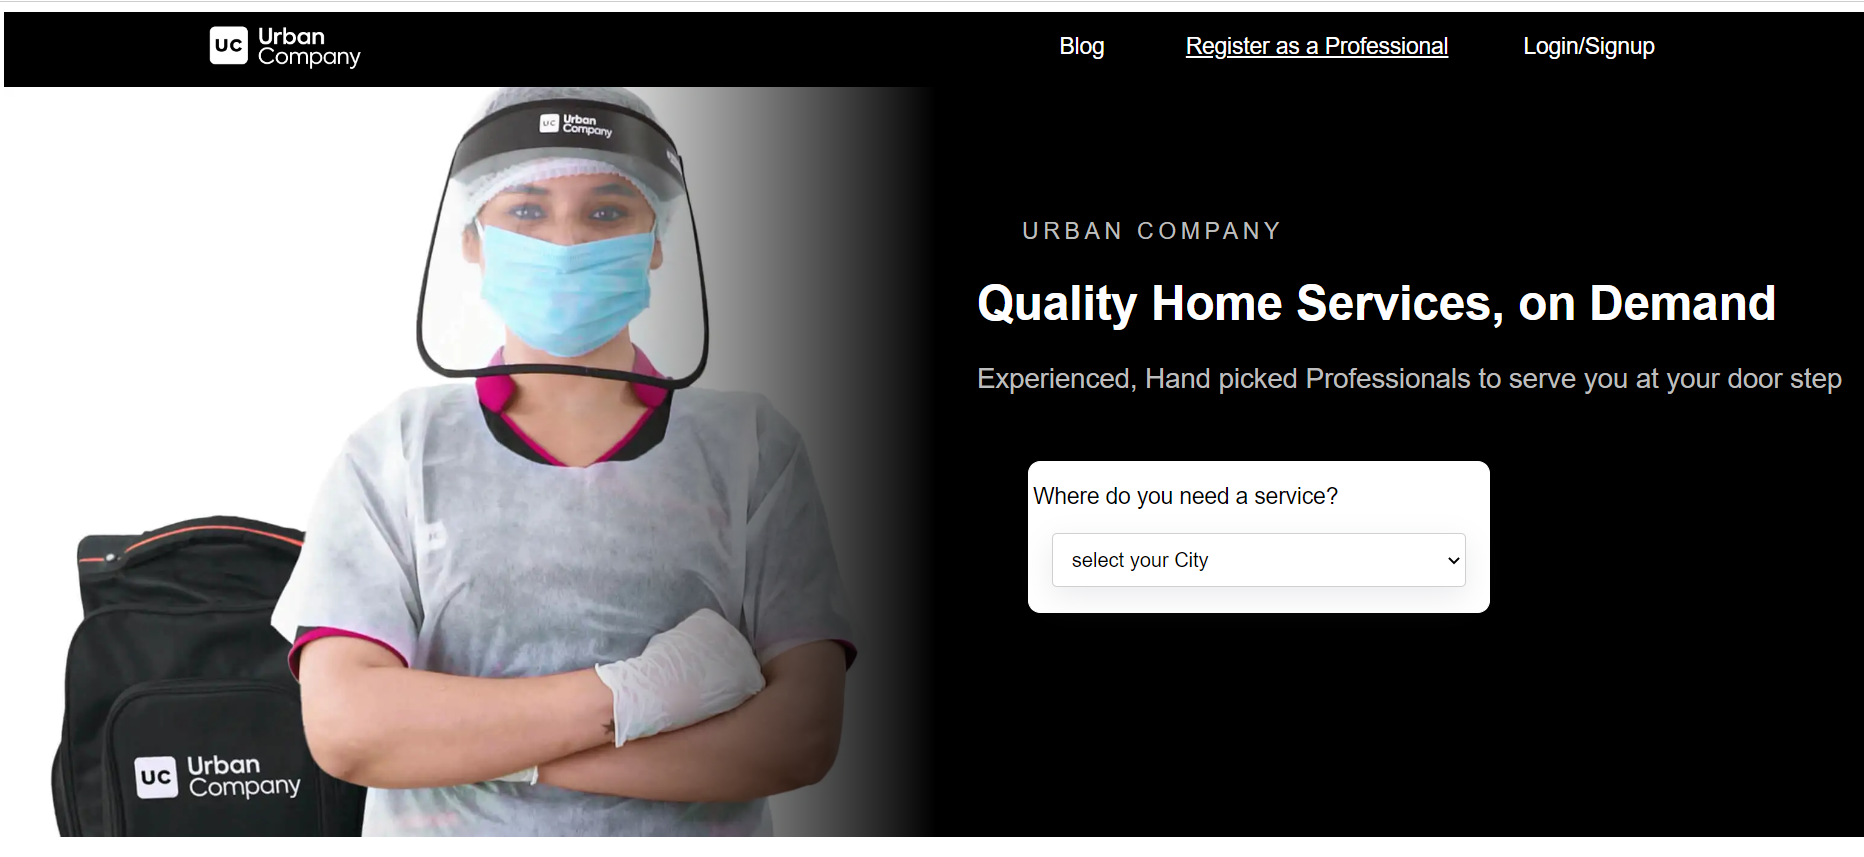 UC Urban
Company
Blog
Register as a Professional
Login/Signup
UC Urban
Company
URBAN COMPANY
Quality Home Services, on Demand
Experienced, Hand picked Professionals to serve you at your door step
Where do you need a service?
select your City
UC Urban
Company